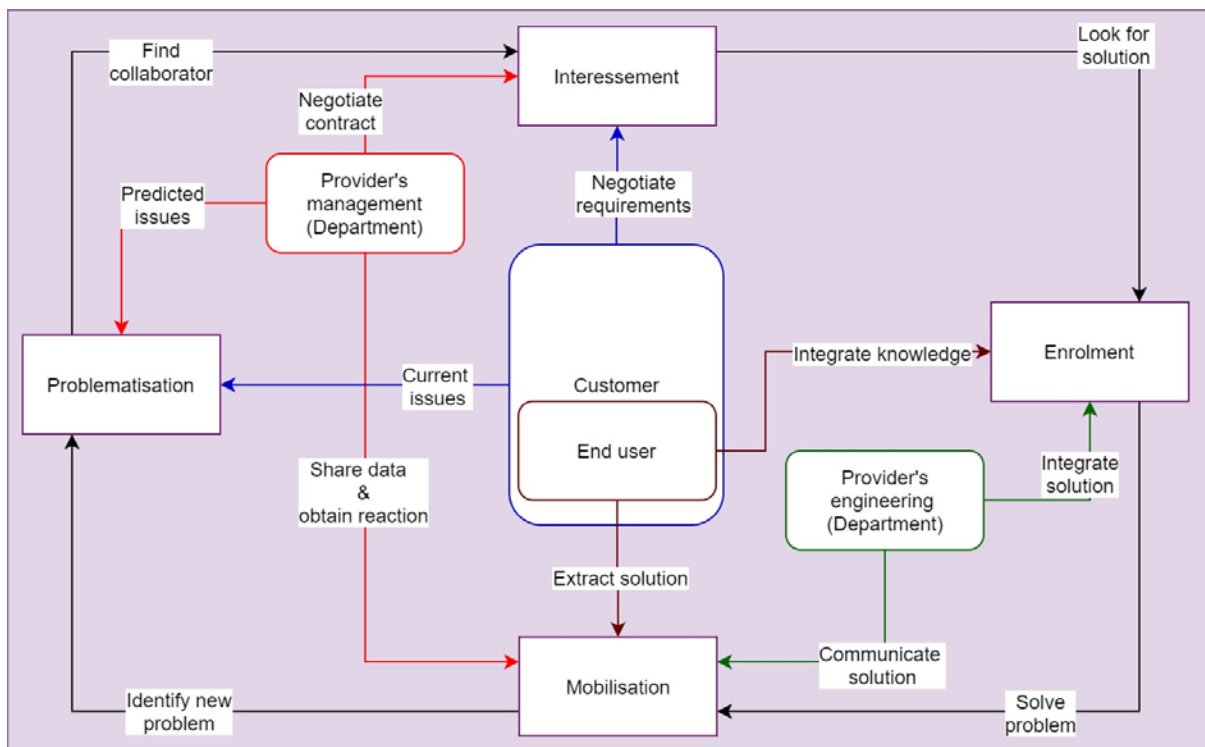 Find
collaborator
Interessement
Look for
solution
Negotiate
contract
Provider's
management
(Department)
Predicted
issues
Negotiate
requirements
Problematisation
Current
issues
Customer
Integrate knowledge
Enrolment
End user
Share data
&
obtain reaction
Provider's
engineering
(Department)
Integrate
solution
Extract solution
Communicate
solution
Mobilisation
Identify new
problem
Solve
problem